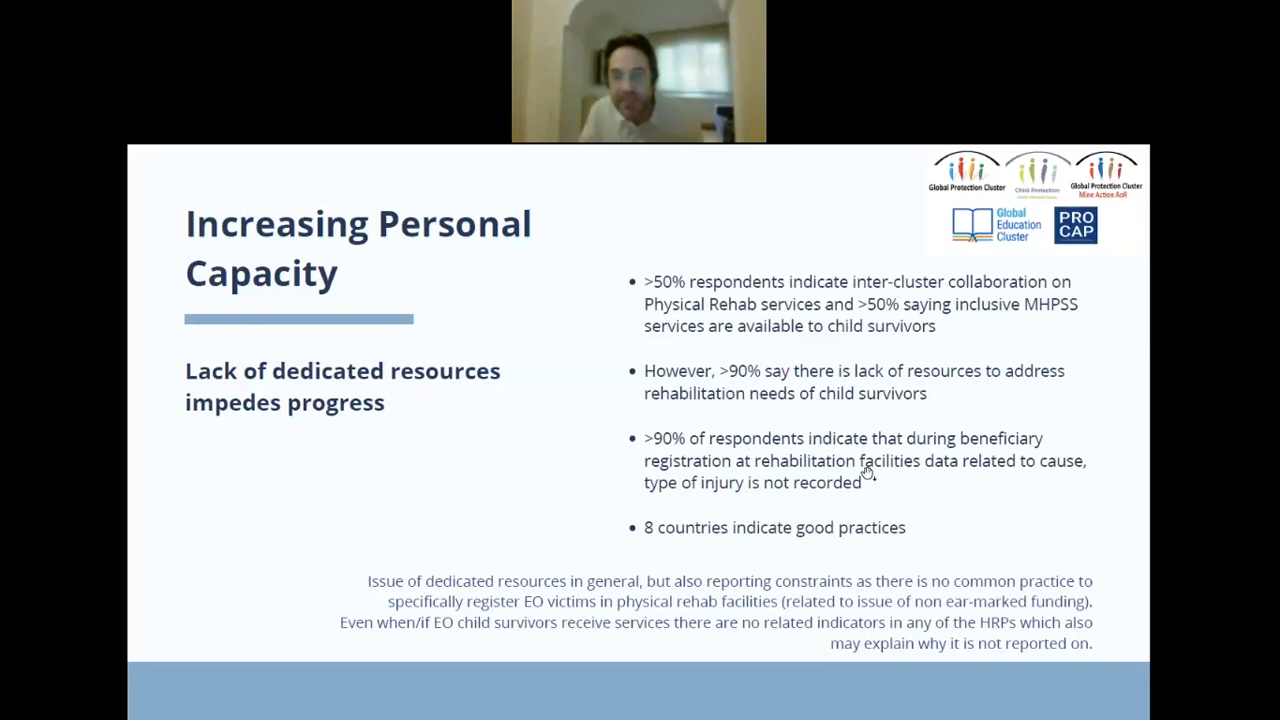 Global Protection Cluster
Child Protection
Global Protection Cluster
Mine Action AoR
Global
Education
Cluster
PRO
CAP
Increasing Personal
Capacity
Lack of dedicated resources
impedes progress
• >50% respondents indicate inter-cluster collaboration on
Physical Rehab services and >50% saying inclusive MHPSS
services are available to child survivors
• However, >90% say there is lack of resources to address
rehabilitation needs of child survivors
• >90% of respondents indicate that during beneficiary
registration at rehabilitation facilities data related to cause,
type of injury is not recorded
• 8 countries indicate good practices
Issue of dedicated resources in general, but also reporting constraints as there is no common practice to
specifically register EO victims in physical rehab facilities (related to issue of non ear-marked funding).
Even when/if EO child survivors receive services there are no related indicators in any of the HRPs which also
may explain why it is not reported on.